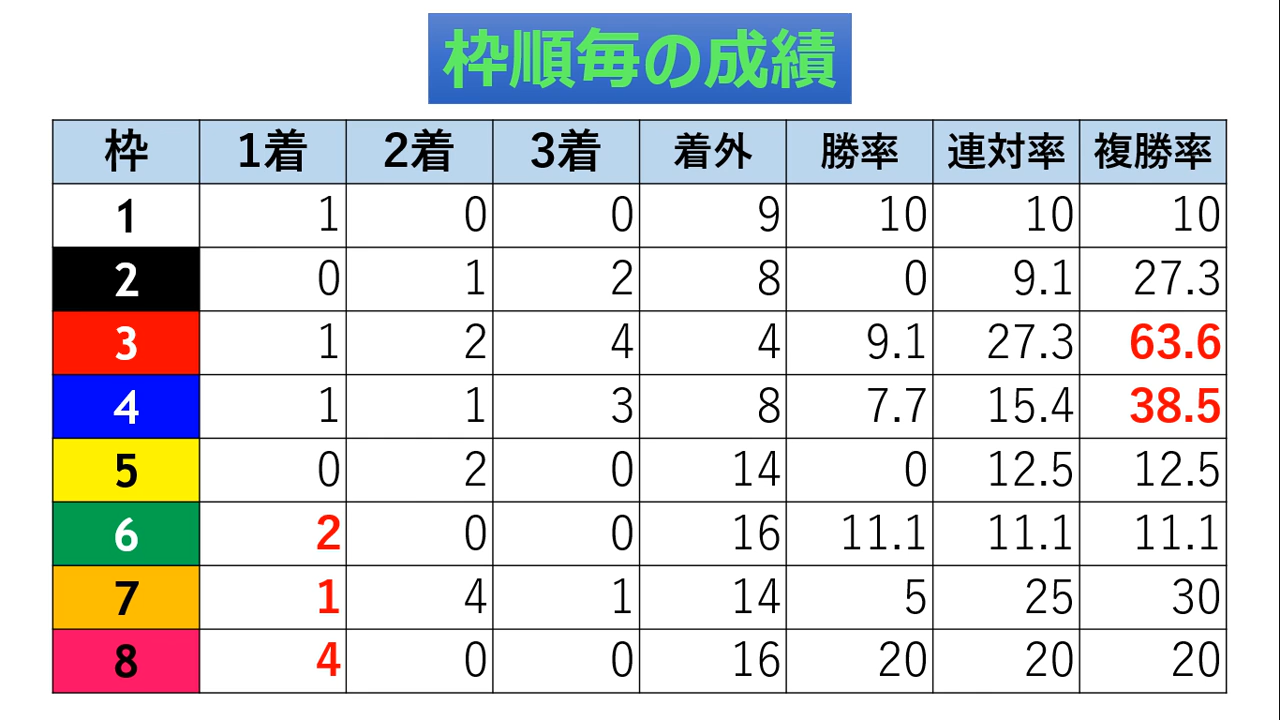 枠順毎の成績
枠 1着 2着 3着 着外 勝率 連対率 複勝率
1 1 0 0 9 10 10 10
2 0 1 2 8 0 9.1 27.3
3 1 2 4 4 9.1 27.3 63.6
4 1 1 3 8 7.7 15.4 38.5
5 0 2 0 14 0 12.5 12.5
6 2 0 0 16 11.1 11.1 11.1
7 1 4 1 14 5 25 30
8 4 0 0 16 20 20 20